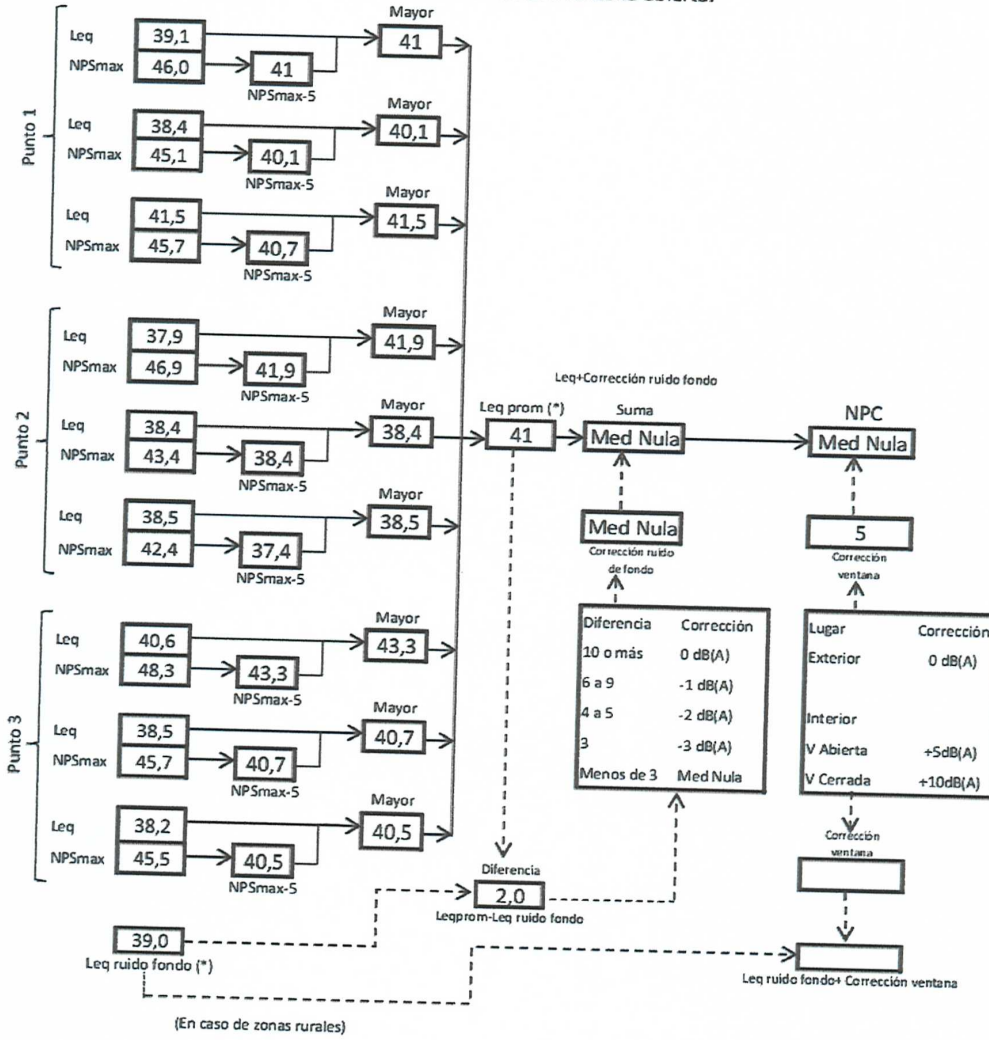 Mayor
Leq 39,1 41
NPSmax 46,0 41
NPSmax-5
Mayor
Leq 38,4 40,1
NPSmax 45,1 40,1
NPSmax-5
Mayor
Leq 41,5 41,5
NPSmax 45,7 40,7
NPSmax-5
Punto 1
Mayor
Leq 37,9 41,9
NPSmax 46,9 41,9
NPSmax-5
Mayor
Leq 38,4 38,4
NPSmax 43,4 38,4
NPSmax-5
Mayor
Leq 38,5 38,5
NPSmax 42,4 37,4
NPSmax-5
Punto 2
Mayor
Leq 40,6 43,3
NPSmax 48,3 43,3
NPSmax-5
Mayor
Leq 38,5 40,7
NPSmax 45,7 40,7
NPSmax-5
Mayor
Leq 38,2 40,5
NPSmax 45,5 40,5
NPSmax-5
Punto 3
39,0
Leq ruido fondo (*)
(En caso de zonas rurales)
Leq prom (*)
41
Leq+Corrección ruido fondo
Suma
Med Nula
NPC
Med Nula
Med Nula
Corrección ruido
de fondo
5
Corrección
ventana
Diferencia Corrección
10 o más 0 dB(A)
6 a 9 -1 dB(A)
4 a 5 -2 dB(A)
3 -3 dB(A)
Menos de 3 Med Nula
Lugar Corrección
Exterior 0 dB(A)
Interior
V Abierta +5dB(A)
V Cerrada +10dB(A)
Corrección
ventana
Diferencia
2,0
Leqprom-Leq ruido fondo
Leq ruido fondo+ Corrección ventana